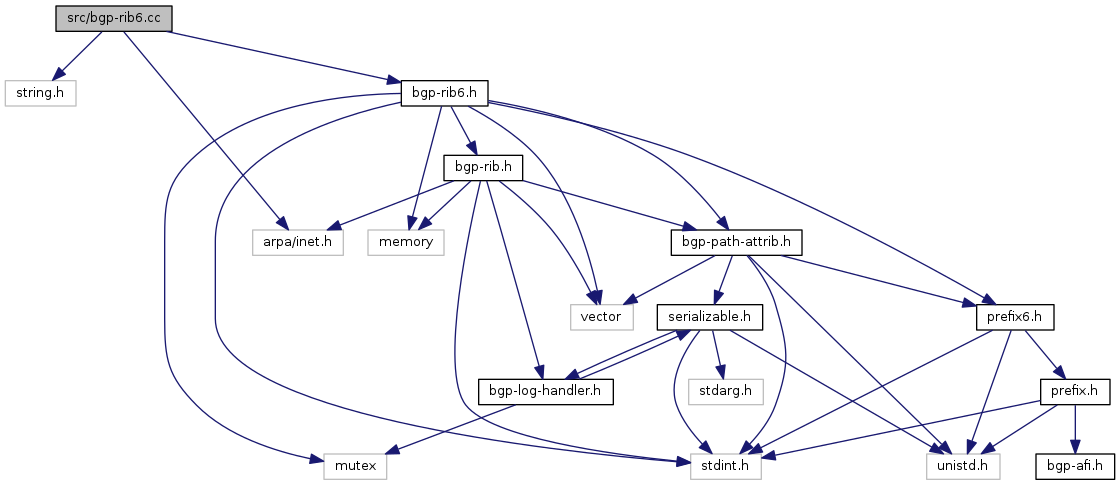 src/bgp-rib6.cc
string.h
bgp-rib6.h
bgp-rib.h
arpa/inet.h
memory
bgp-path-attrib.h
vector
serializable.h
prefix6.h
bgp-log-handler.h
stdarg.h
prefix.h
mutex
stdint.h
unistd.h
bgp-afi.h